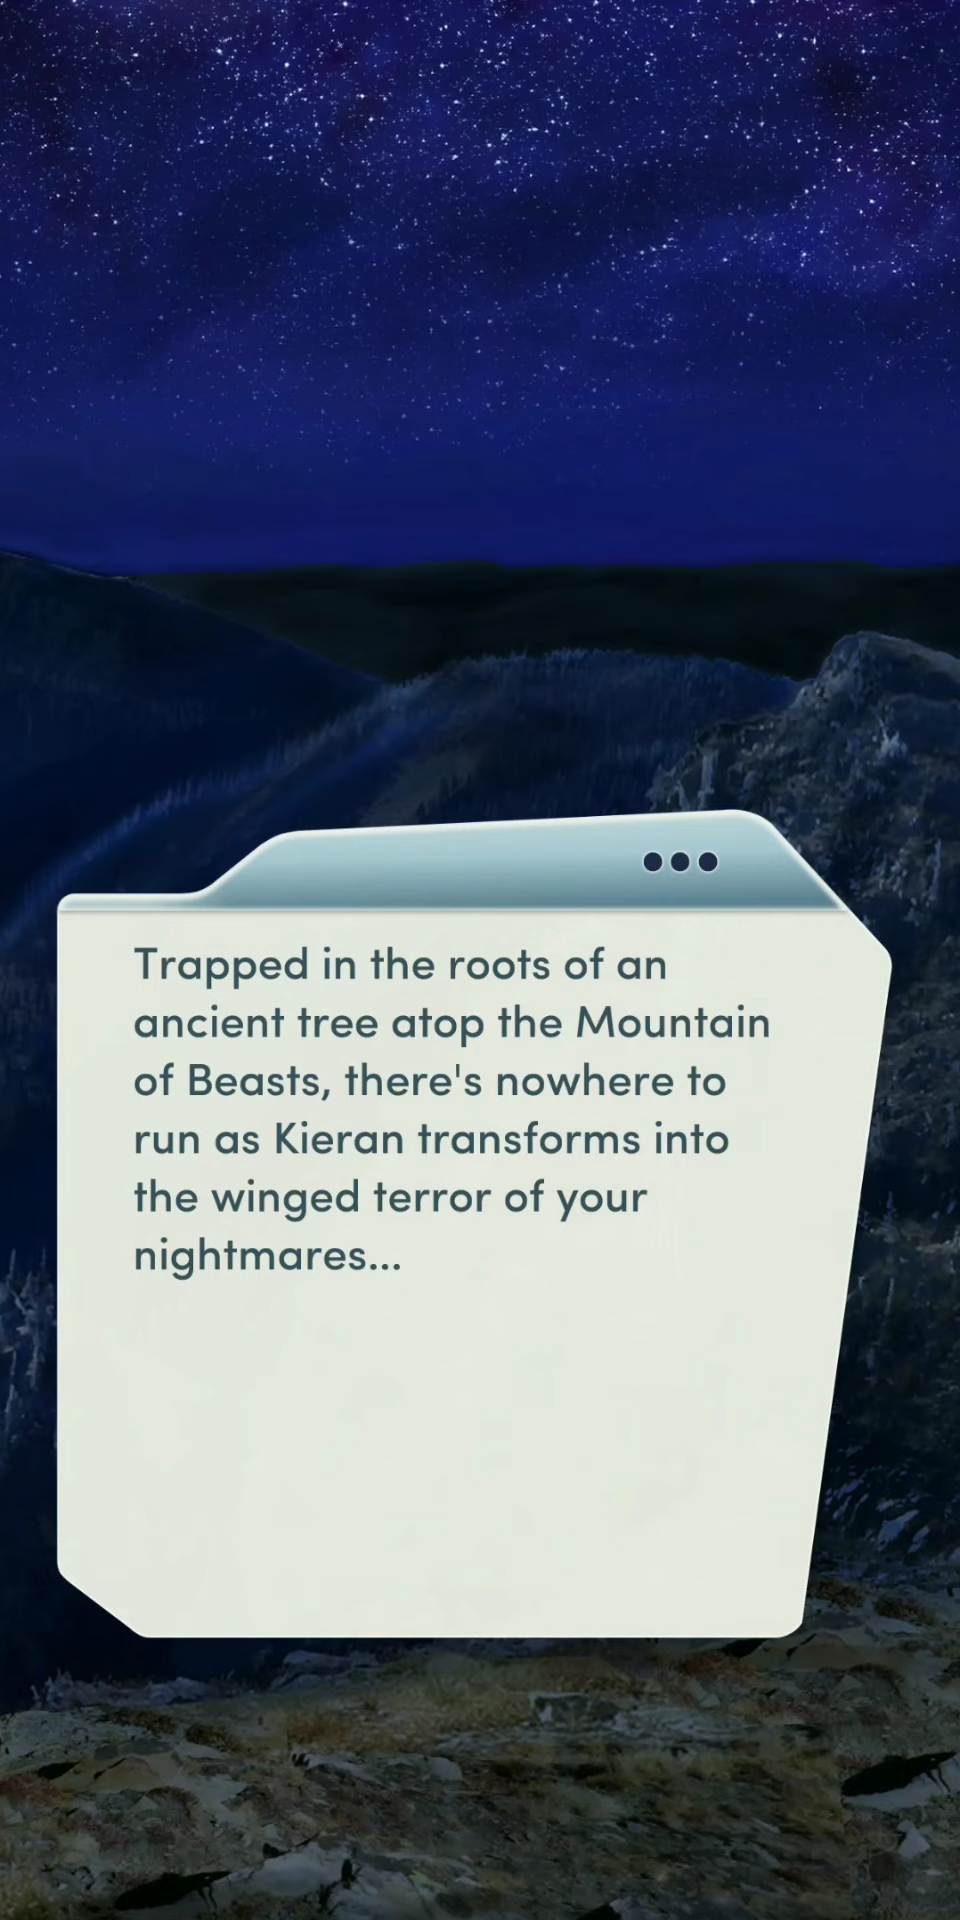 Trapped in the roots of an
ancient tree atop the Mountain
of Beasts, there's nowhere to
run as Kieran transforms into
the winged terror of your
nightmares...